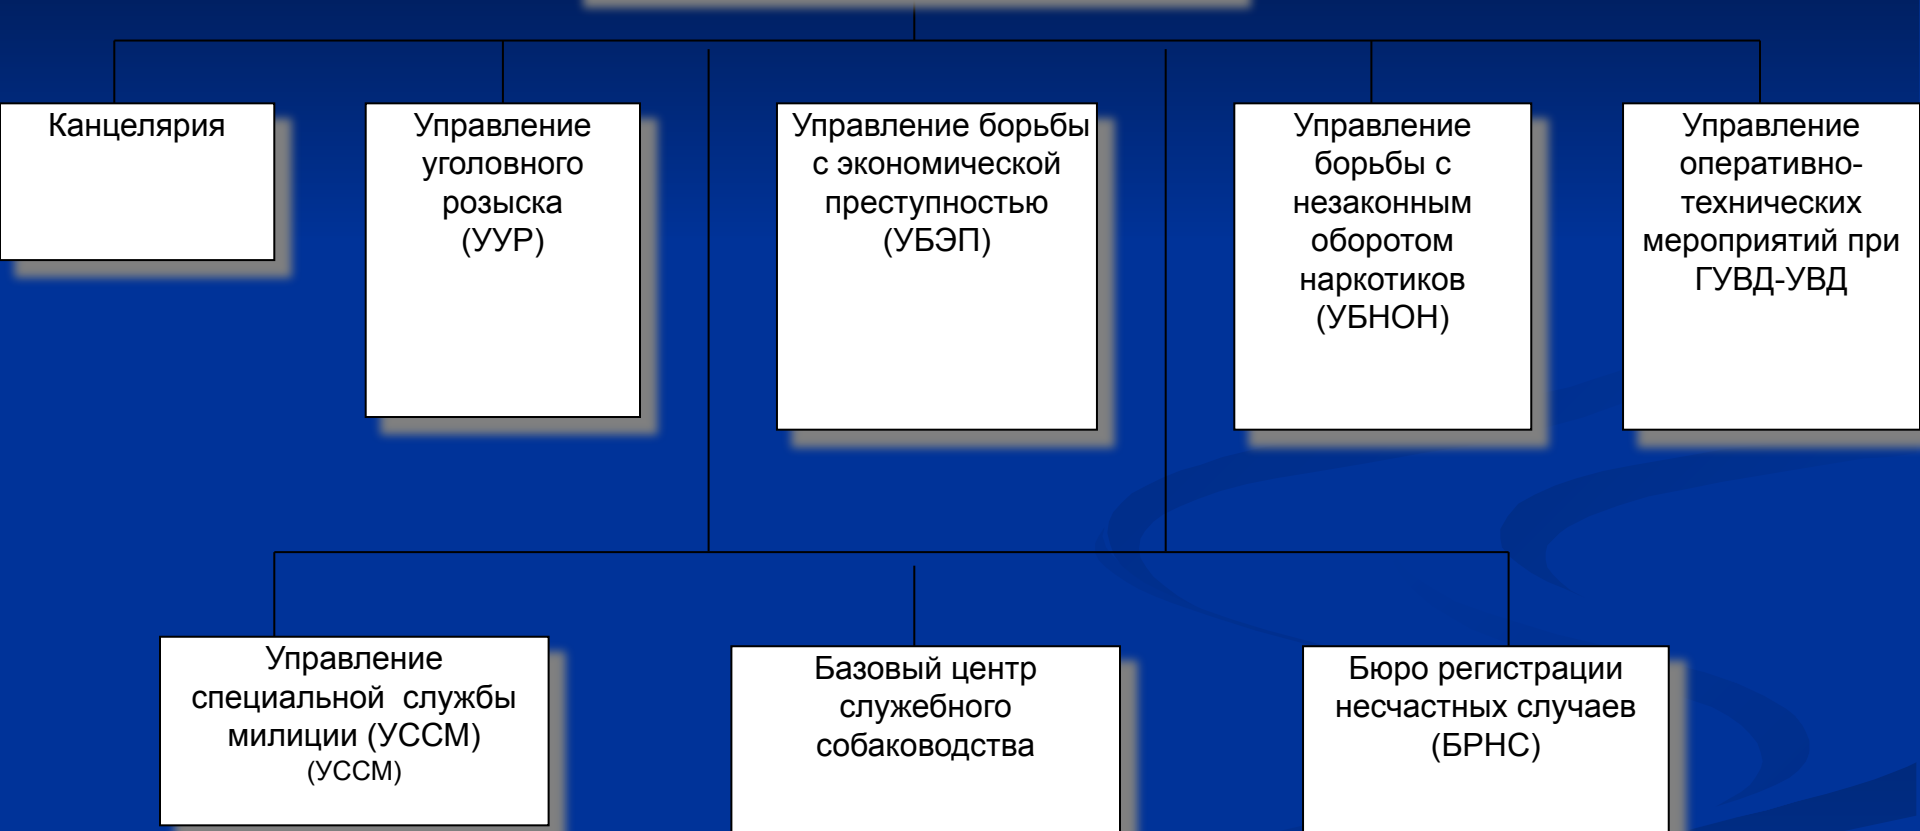 Канцелярия
Управление
уголовного
розыска
(УУР)
Управление борьбы
с экономической
преступностью
(УБЭП)
Управление
борьбы с
незаконным
оборотом
наркотиков
(УБНОН)
Управление
оперативно-
технических
мероприятий при
ГУВД-УВД
Управление
специальной  службы
милиции (УССМ)
(УССМ)
Базовый центр
служебного
собаководства
Бюро регистрации
несчастных случаев
(БРНС)